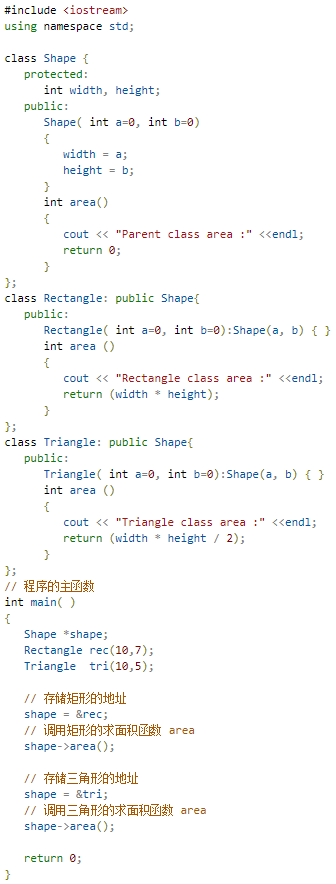 #include <iostream>
using namespace std;

class Shape {
   protected:
      int width, height;
   public:
      Shape( int a=0, int b=0)
      {
         width = a;
         height = b;
      }
      int area()
      {
         cout << "Parent class area :" <<endl;
         return 0;
      }
};
class Rectangle: public Shape{
   public:
      Rectangle( int a=0, int b=0):Shape(a, b) { }
      int area ()
      {
         cout << "Rectangle class area :" <<endl;
         return (width * height);
      }
};
class Triangle: public Shape{
   public:
      Triangle( int a=0, int b=0):Shape(a, b) { }
      int area ()
      {
         cout << "Triangle class area :" <<endl;
         return (width * height / 2);
      }
};
// 程序的主函数
int main( )
{
   Shape *shape;
   Rectangle rec(10,7);
   Triangle  tri(10,5);

   // 存储矩形的地址
   shape = &rec;
   // 调用矩形的求面积函数 area
   shape->area();

   // 存储三角形的地址
   shape = &tri;
   // 调用三角形的求面积函数 area
   shape->area();

   return 0;
}